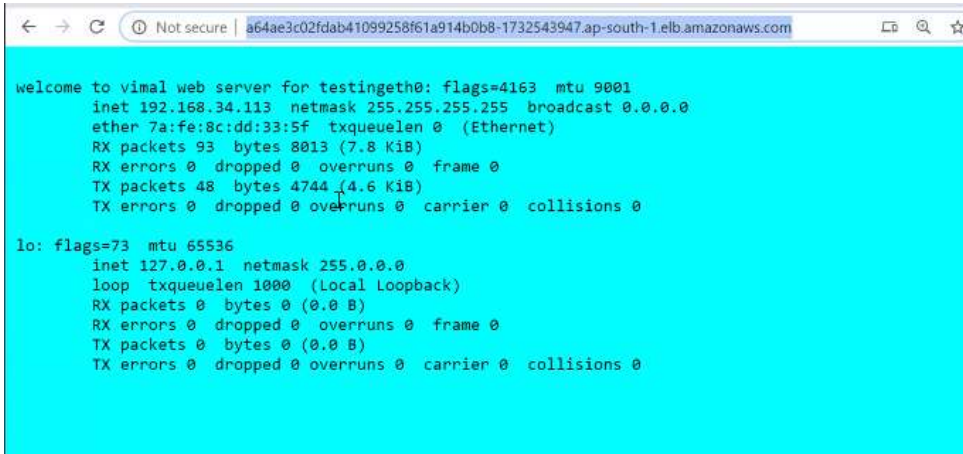 Not secure | a64ae3c02fdab41099258f61a914b0b8-1732543947.ap-south-1.elb.amazonaws.com
welcome to vimal web server for testingeth0: flags=4163  mtu 9001
inet 192.168.34.113  netmask 255.255.255.255  broadcast 0.0.0.0
ether 7a:fe:8c:dd:33:5f  txqueuelen 0  (Ethernet)
RX packets 93  bytes 8013 (7.8 KiB)
RX errors 0  dropped 0  overruns 0  frame 0
TX packets 48  bytes 4744 (4.6 KiB)
TX errors 0  dropped 0 overruns 0  carrier 0  collisions 0
lo: flags=73  mtu 65536
inet 127.0.0.1  netmask 255.0.0.0
loop  txqueuelen 1000  (Local Loopback)
RX packets 0  bytes 0 (0.0 B)
RX errors 0  dropped 0  overruns 0  frame 0
TX packets 0  bytes 0 (0.0 B)
TX errors 0  dropped 0 overruns 0  carrier 0  collisions 0